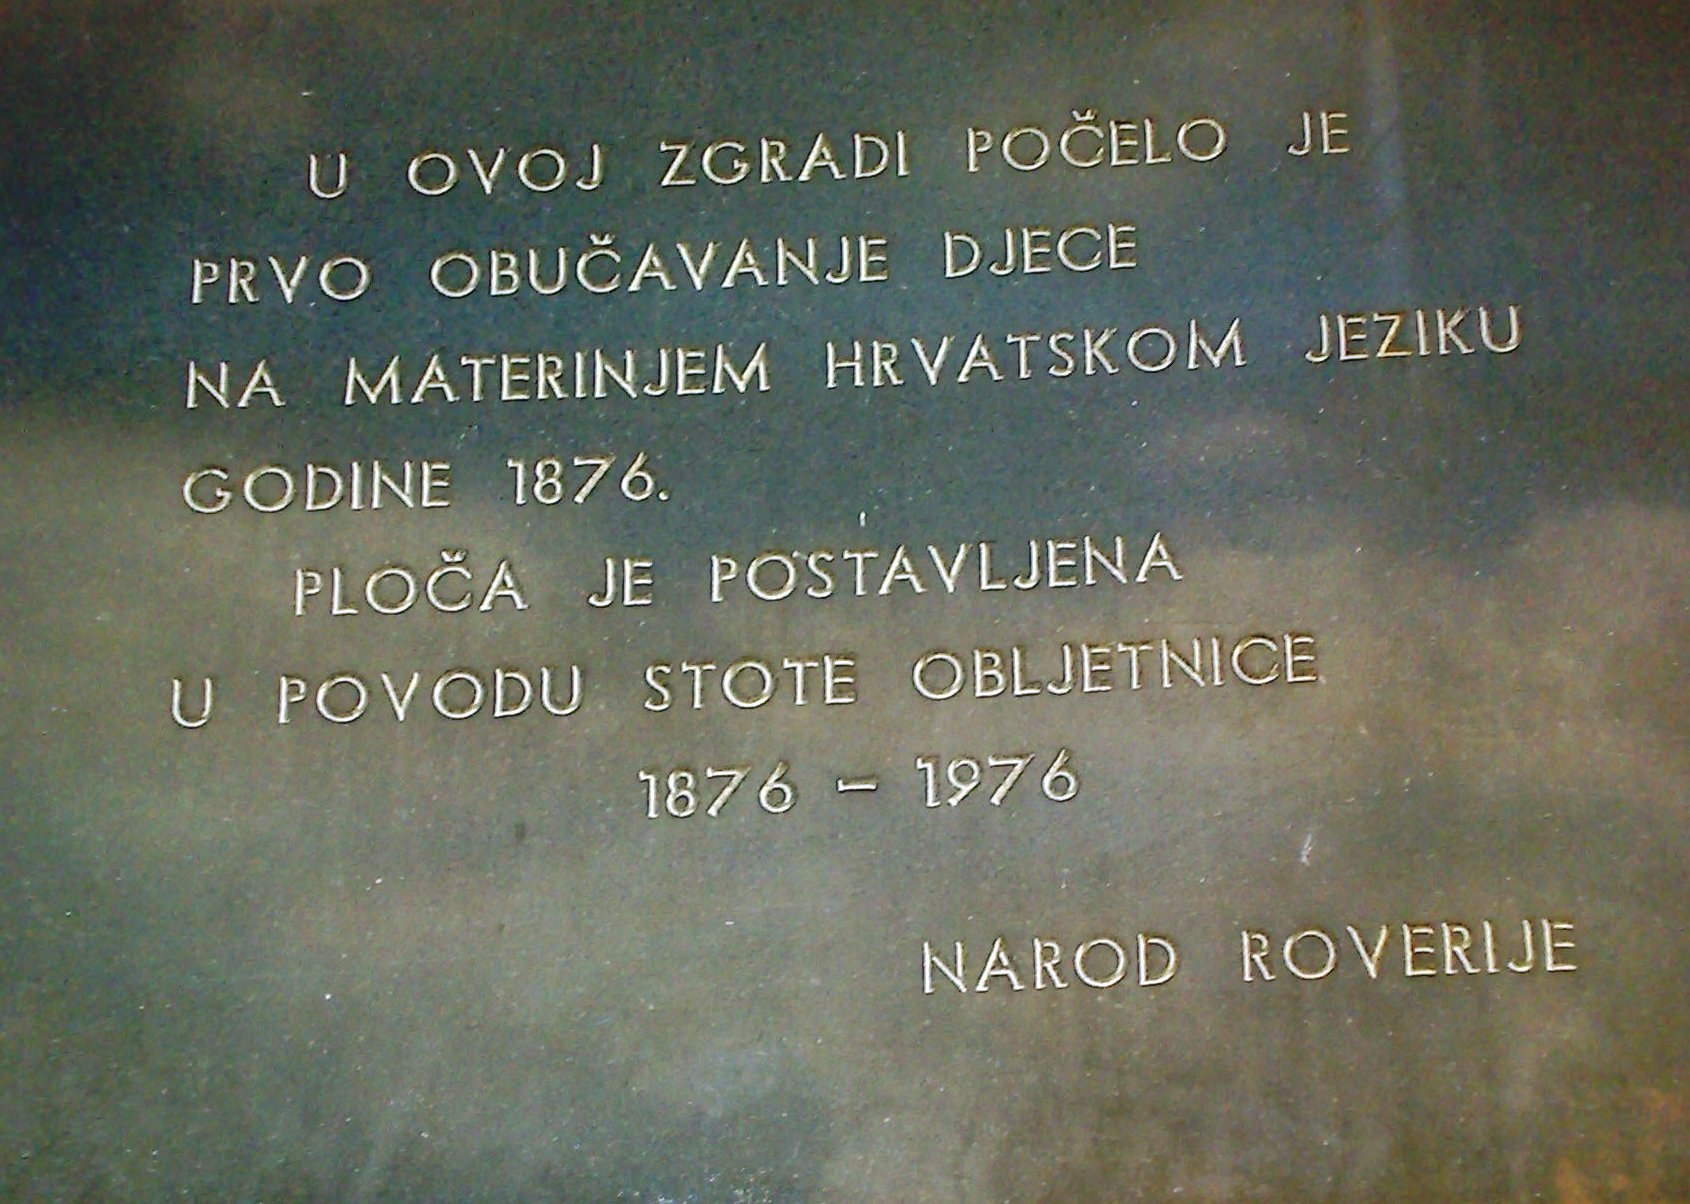 U OVOJ ZGRADI POČELO JE
PRVO OBUČAVANJE DJECE
NA MATERINJEM HRVATSKOM JEZIKU
GODINE 1876.
PLOČA JE POSTAVLJENA
U POVODU STOTE OBLJETNICE
1876 – 1976
NAROD ROVERIJE